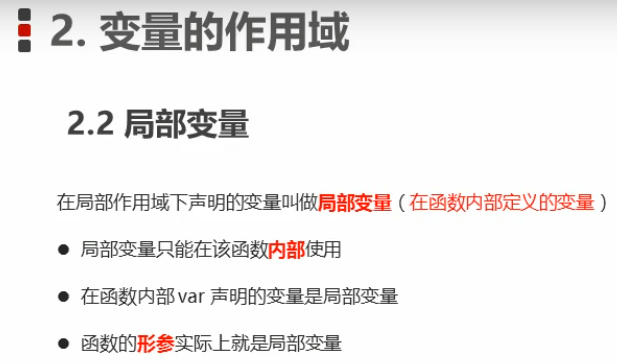 2. 变量的作用域
2.2 局部变量
在局部作用域下声明的变量叫做局部变量 ( 在函数内部定义的变量 )
● 局部变量只能在该函数内部使用
● 在函数内部 var 声明的变量是局部变量
● 函数的形参实际上就是局部变量